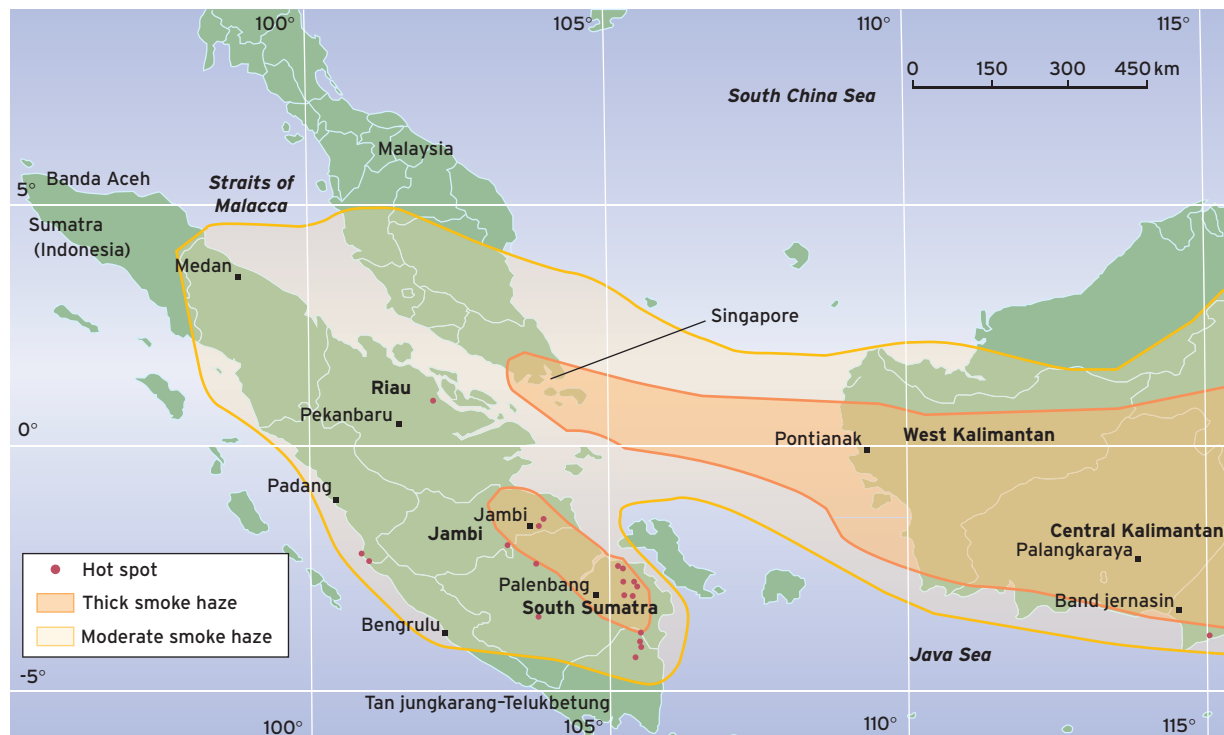 100°
105°
110°
115°
0
150
300
450 km
South China Sea
Malaysia
Banda Aceh
Straits of
Malacca
5°
Sumatra
(Indonesia)
Medan
Singapore
Riau
Pekanbaru
0°
Pontianak
West Kalimantan
Padang
Jambi
Jambi
Central Kalimantan
Palangkaraya
Hot spot
Thick smoke haze
Moderate smoke haze
Palenbang
South Sumatra
Band jernasin
Bengrulu
Java Sea
-5°
Tan jungkarang–Telukbetung
100°
105°
110°
115°